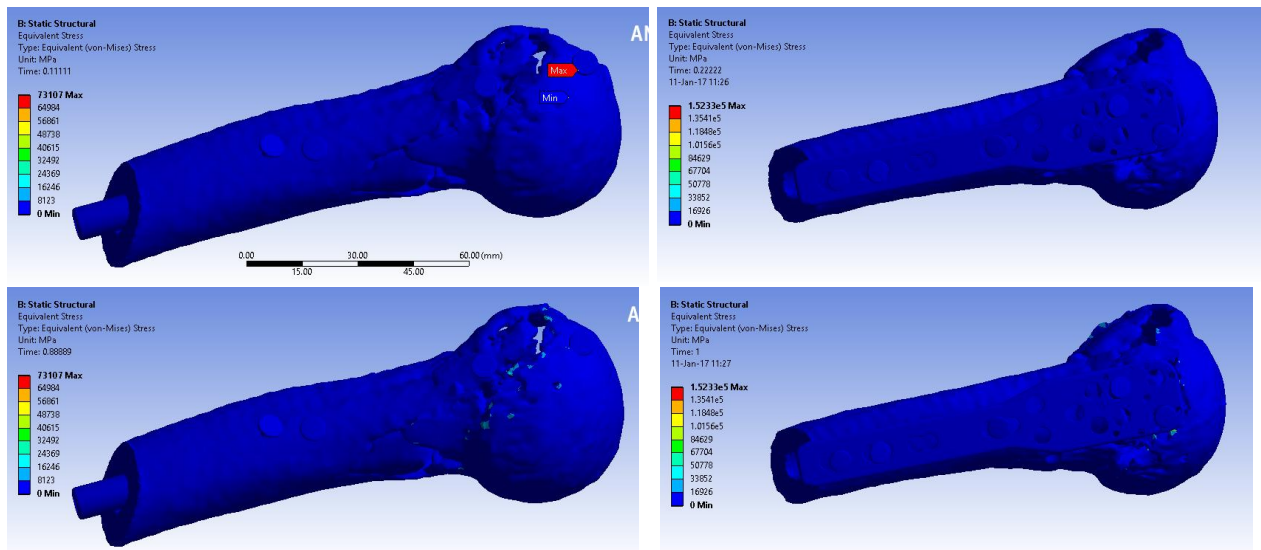 B: Static Structural
Equivalent Stress
Type: Equivalent (von-Mises) Stress
Unit: MPa
Time: 0.11111
73107 Max
64984
56861
48738
40615
32492
24369
16246
8123
0 Min
Max
Min
AN
0.00
30.00
60.00 (mm)
15.00
45.00
B: Static Structural
Equivalent Stress
Type: Equivalent (von-Mises) Stress
Unit: MPa
Time: 0.22222
11-Jan-17 11:26
1.5233e5 Max
1.3541e5
1.1848e5
1.0156e5
84629
67704
50778
33852
16926
0 Min
B: Static Structural
Equivalent Stress
Type: Equivalent (von-Mises) Stress
Unit: MPa
Time: 0.88889
73107 Max
64984
56861
48738
40615
32492
24369
16246
8123
0 Min
A
B: Static Structural
Equivalent Stress
Type: Equivalent (von-Mises) Stress
Unit: MPa
Time: 1
11-Jan-17 11:27
1.5233e5 Max
1.3541e5
1.1848e5
1.0156e5
84629
67704
50778
33852
16926
0 Min